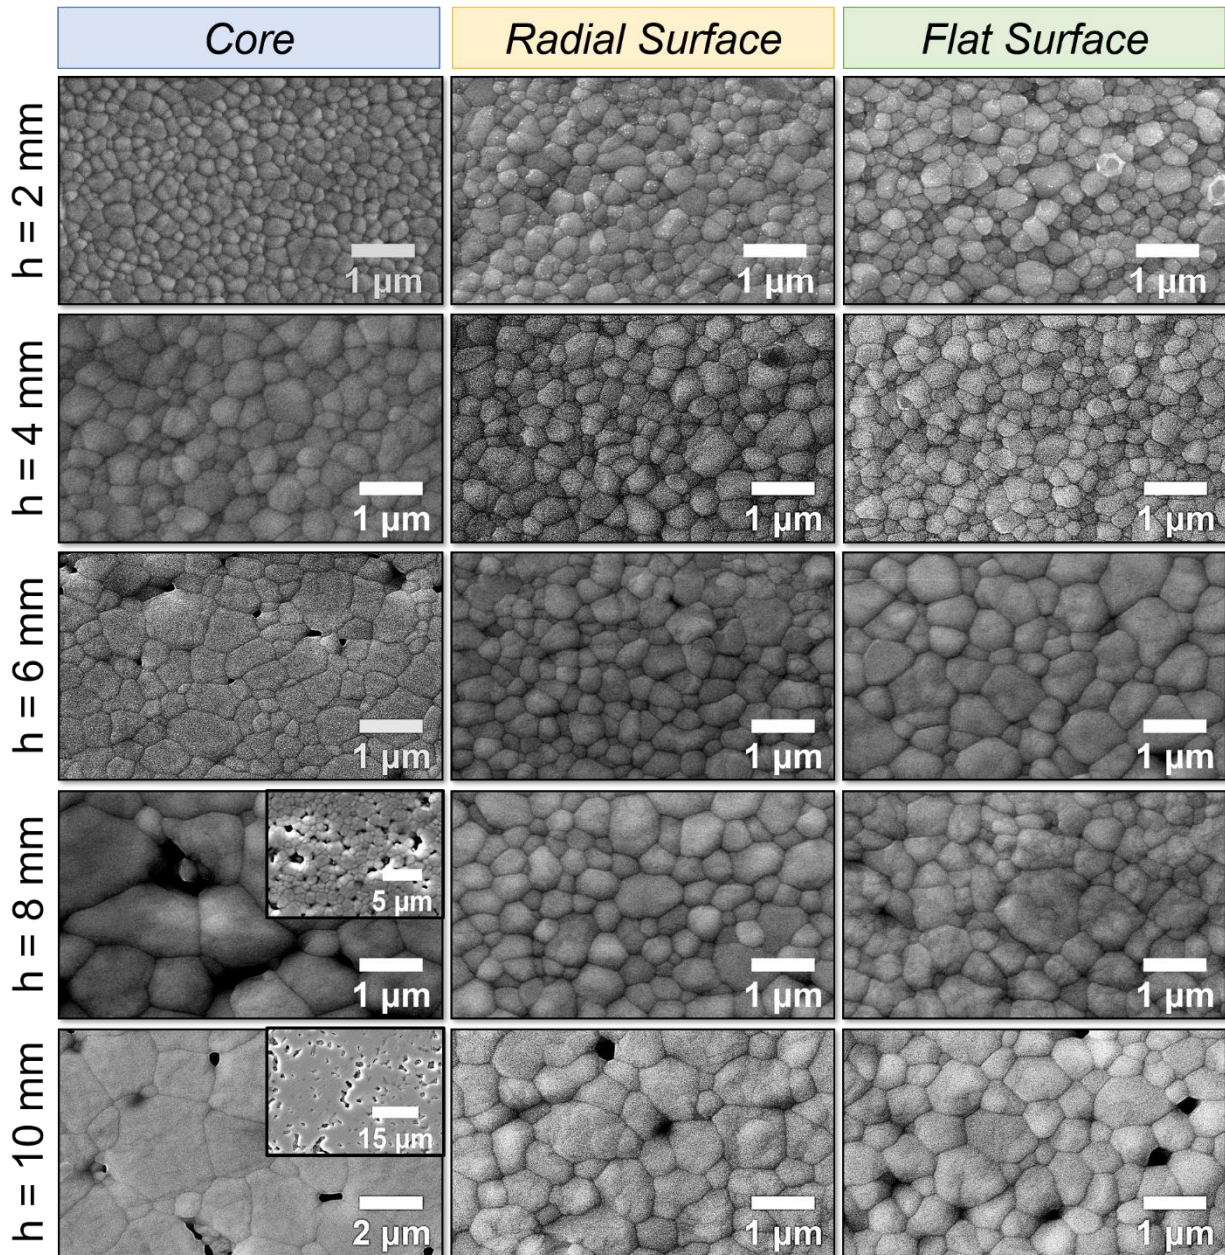 Core
Radial Surface
Flat Surface
h = 2 mm
1 µm
1 µm
1 µm
h = 4 mm
1 µm
1 µm
1 µm
h = 6 mm
1 µm
1 µm
1 µm
h = 8 mm
5 µm
1 µm
1 µm
1 µm
h = 10 mm
15 µm
2 µm
1 µm
1 µm